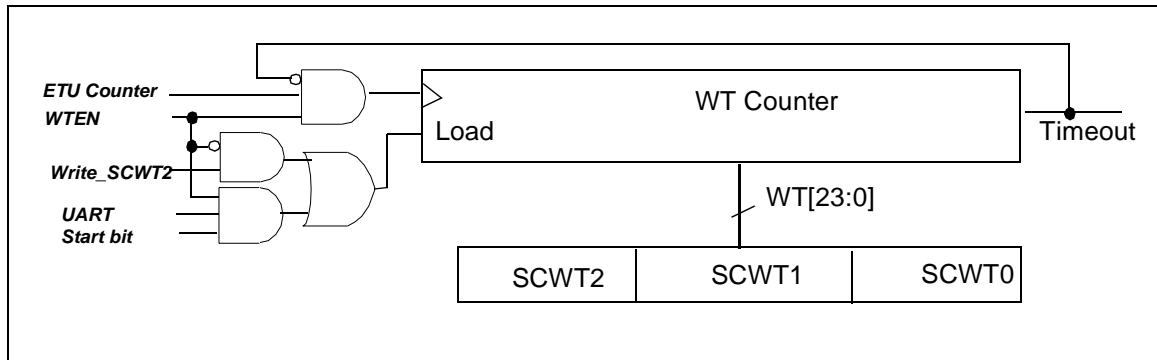 ETU Counter
WTEN
Write_SCWT2
UART
Start bit
WT Counter
Load
Timeout
WT[23:0]
SCWT2 SCWT1 SCWT0